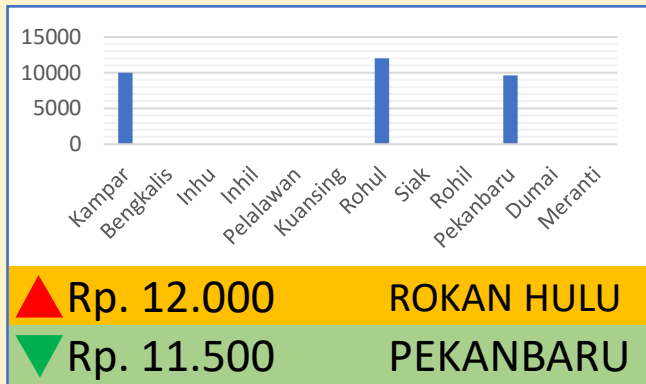 15000
10000
5000
0
Kampar
Bengkalis
Inhu
Inhil
Pelalawan
Kuansing
Rohul
Siak
Rohil
Pekanbaru
Dumai
Meranti
Rp. 12.000 ROKAN HULU
Rp. 11.500 PEKANBARU